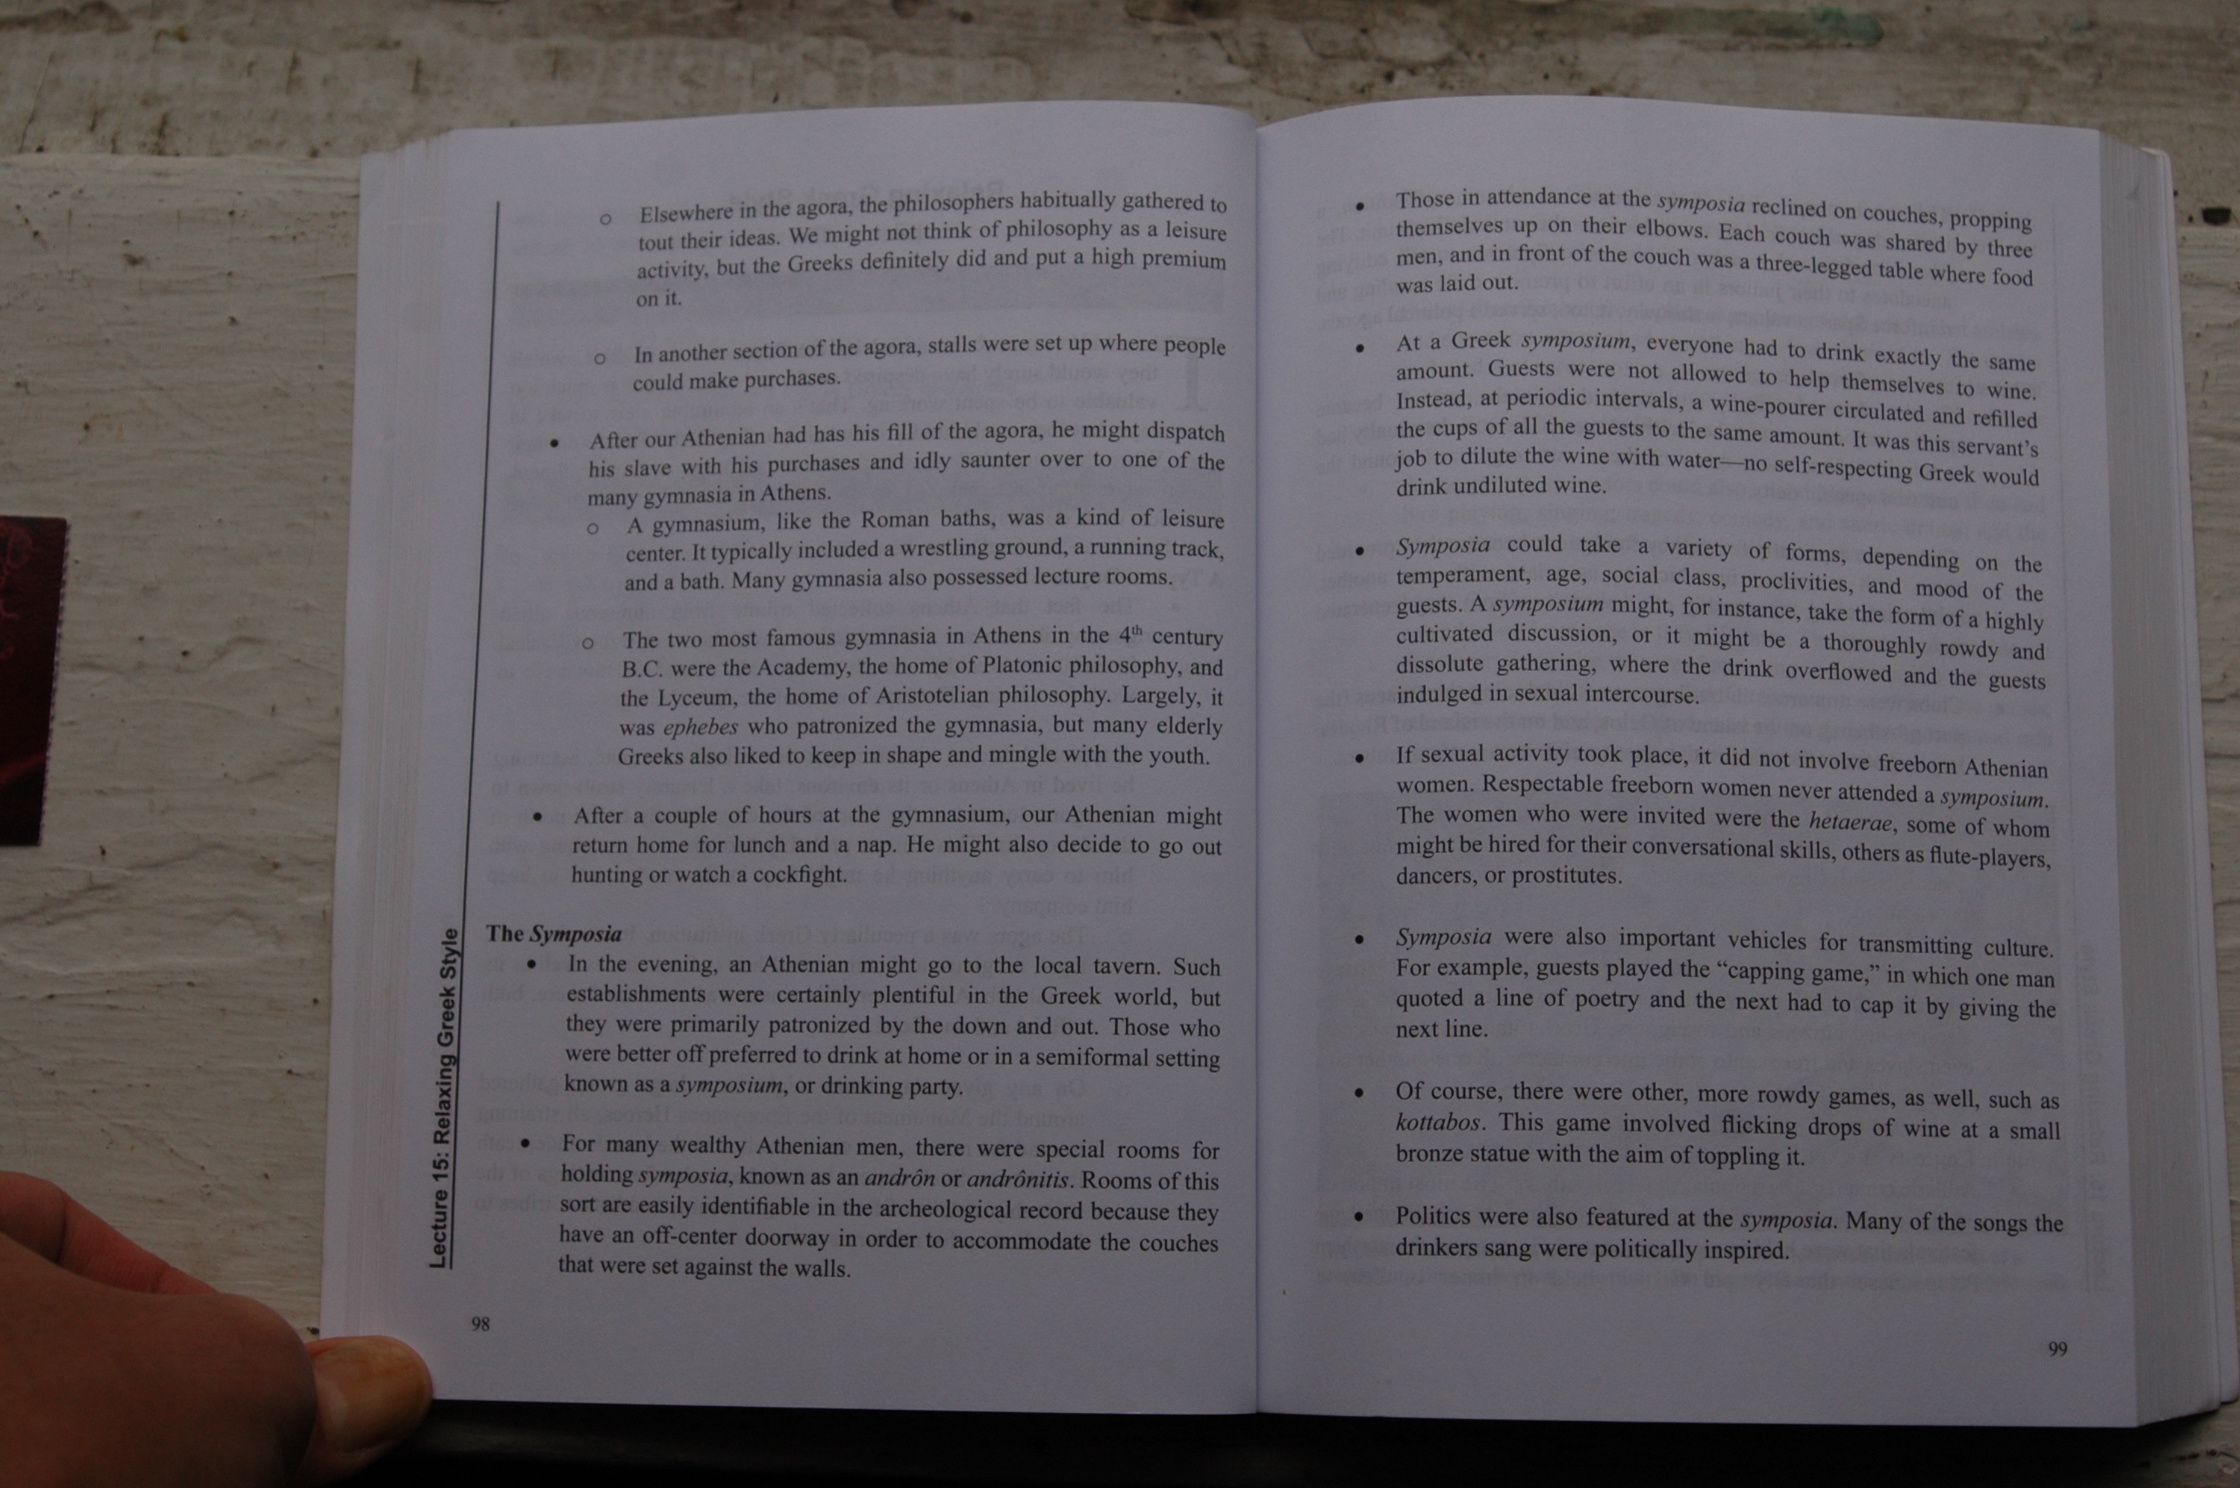 o Elsewhere in the agora, the philosophers habitually gathered to
tout their ideas. We might not think of philosophy as a leisure
activity, but the Greeks definitely did and put a high premium
on it.
o In another section of the agora, stalls were set up where people
could make purchases.
• After our Athenian had has his fill of the agora, he might dispatch
his slave with his purchases and idly saunter over to one of the
many gymnasia in Athens.
o A gymnasium, like the Roman baths, was a kind of leisure
center. It typically included a wrestling ground, a running track,
and a bath. Many gymnasia also possessed lecture rooms.
o The two most famous gymnasia in Athens in the 4th century
B.C. were the Academy, the home of Platonic philosophy, and
the Lyceum, the home of Aristotelian philosophy. Largely, it
was ephebes who patronized the gymnasia, but many elderly
Greeks also liked to keep in shape and mingle with the youth.
• After a couple of hours at the gymnasium, our Athenian might
return home for lunch and a nap. He might also decide to go out
hunting or watch a cockfight.
The Symposia
• In the evening, an Athenian might go to the local tavern. Such
establishments were certainly plentiful in the Greek world, but
they were primarily patronized by the down and out. Those who
were better off preferred to drink at home or in a semiformal setting
known as a symposium, or drinking party.
• For many wealthy Athenian men, there were special rooms for
holding symposia, known as an andrôn or andrônitis. Rooms of this
sort are easily identifiable in the archeological record because they
have an off-center doorway in order to accommodate the couches
that were set against the walls.
Lecture 15: Relaxing Greek Style
98
• Those in attendance at the symposia reclined on couches, propping
themselves up on their elbows. Each couch was shared by three
men, and in front of the couch was a three-legged table where food
was laid out.
• At a Greek symposium, everyone had to drink exactly the same
amount. Guests were not allowed to help themselves to wine.
Instead, at periodic intervals, a wine-pourer circulated and refilled
the cups of all the guests to the same amount. It was this servant's
job to dilute the wine with water—no self-respecting Greek would
drink undiluted wine.
• Symposia could take a variety of forms, depending on the
temperament, age, social class, proclivities, and mood of the
guests. A symposium might, for instance, take the form of a highly
cultivated discussion, or it might be a thoroughly rowdy and
dissolute gathering, where the drink overflowed and the guests
indulged in sexual intercourse.
• If sexual activity took place, it did not involve freeborn Athenian
women. Respectable freeborn women never attended a symposium.
The women who were invited were the hetaerae, some of whom
might be hired for their conversational skills, others as flute-players,
dancers, or prostitutes.
• Symposia were also important vehicles for transmitting culture.
For example, guests played the “capping game,” in which one man
quoted a line of poetry and the next had to cap it by giving the
next line.
• Of course, there were other, more rowdy games, as well, such as
kottabos. This game involved flicking drops of wine at a small
bronze statue with the aim of toppling it.
• Politics were also featured at the symposia. Many of the songs the
drinkers sang were politically inspired.
99